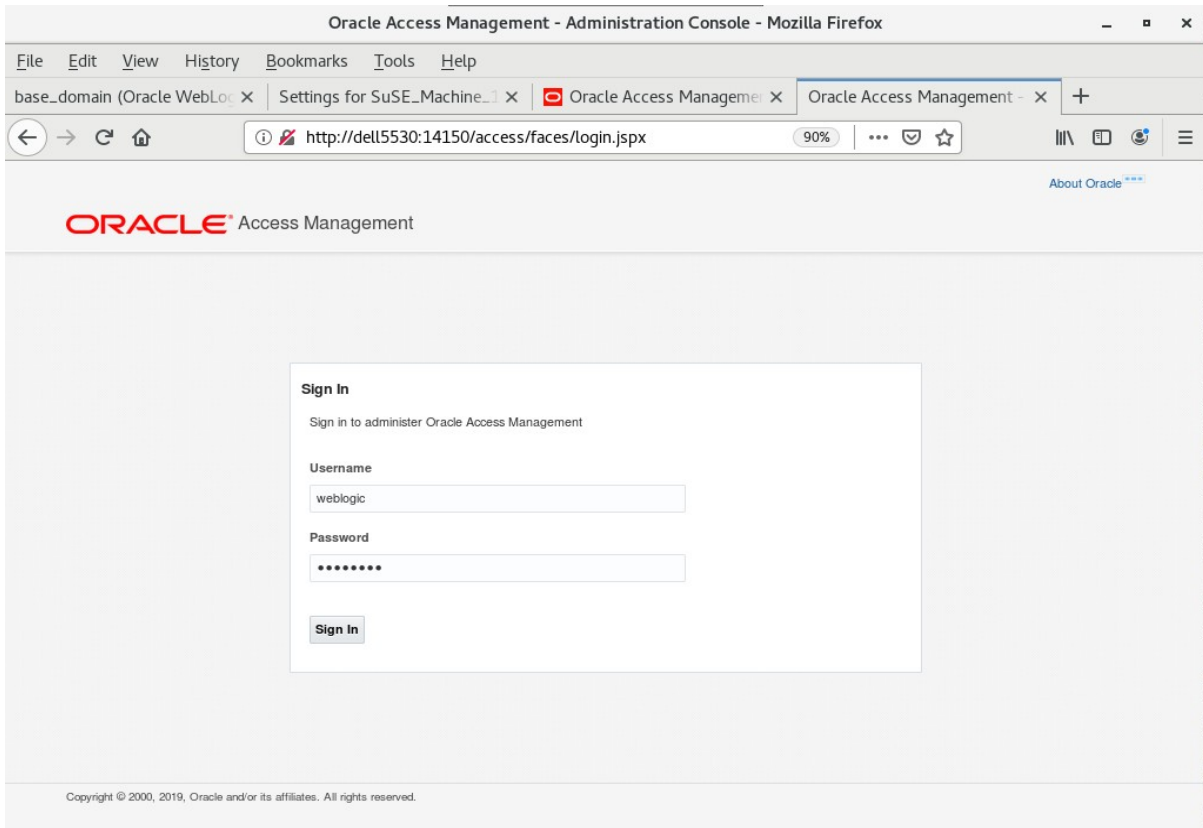 Oracle Access Management - Administration Console - Mozilla Firefox
File Edit View History Bookmarks Tools Help
base_domain (Oracle WebLog Settings for SuSE_Machine_1 Oracle Access Managemen Oracle Access Management -
http://dell5530:14150/access/faces/login.jspx 90%
About Oracle
ORACLE Access Management
Sign In
Sign in to administer Oracle Access Management
Username
weblogic
Password
Sign In
Copyright © 2000, 2019, Oracle and/or its affiliates. All rights reserved.